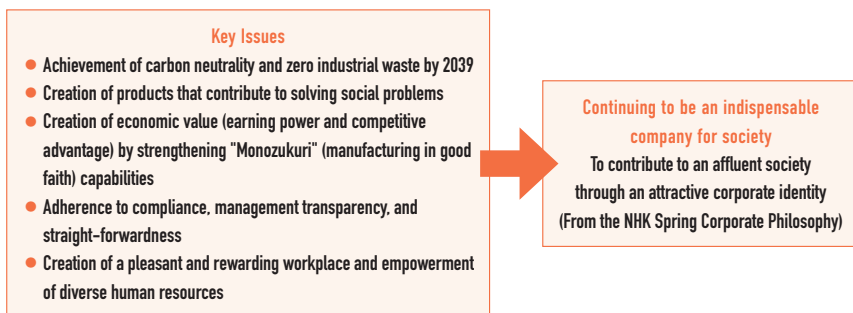 Key Issues
● Achievement of carbon neutrality and zero industrial waste by 2039
● Creation of products that contribute to solving social problems
● Creation of economic value (earning power and competitive
advantage) by strengthening "Monozukuri" (manufacturing in good
faith) capabilities
● Adherence to compliance, management transparency, and
straight-forwardness
● Creation of a pleasant and rewarding workplace and empowerment
of diverse human resources
Continuing to be an indispensable
company for society
To contribute to an affluent society
through an attractive corporate identity
(From the NHK Spring Corporate Philosophy)